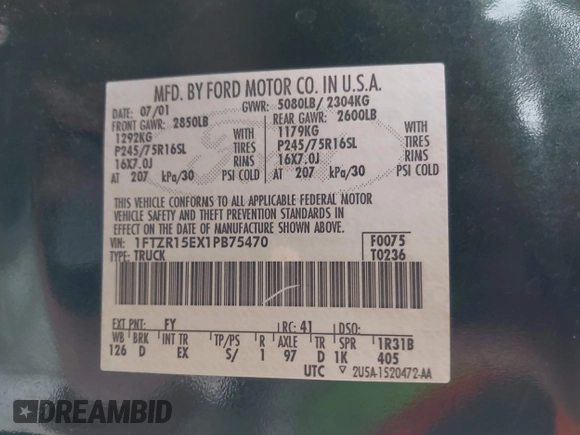 MFD. BY FORD MOTOR CO. IN U.S.A.
DATE: 07/01 GVWR: 5080LB/ 2304KG
FRONT GAWR: 2850LB REAR GAWR: 2600LB
1292KG WITH 1179KG WITH
P245/75R16SL TIRES P245/75R16SL TIRES
16X7.0J RIMS 16X7.0J RIMS
AT 207 kPa/30 PSI COLD AT 207 kPa/30 PSI COLD
THIS VEHICLE CONFORMS TO ALL APPLICABLE FEDERAL MOTOR
VEHICLE SAFETY AND THEFT PREVENTION STANDARDS IN
EFFECT ON THE DATE OF MANUFACTURE SHOWN ABOVE.
VIN: 1FTZR15EX1PB75470 F0075
TYPE: TRUCK T0236
EXT PNT: FY RC: 41 DSO:
WB BRK INT TR TP/PS R AXLE TR SPR 1R31B
126 D EX S/ 1 97 D 1K 405
UTC ▽ 2U5A-1520472-AA
DREAMBID